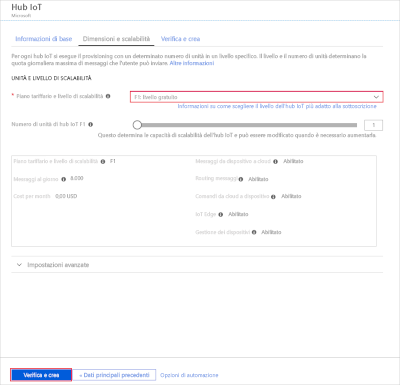 Hub IoT
Microsoft
Informazioni di base  Dimensioni e scalabilità  Verifica e crea
Per ogni hub IoT si esegue il provisioning con un determinato numero di unità in un livello specifico. Il livello e il numero di unità determinano la
quota giornaliera massima di messaggi che l'utente può inviare. Altre informazioni
UNITÀ E LIVELLO DI SCALABILITÀ
* Piano tariffario e livello di scalabilità  F1: livello gratuito
Informazioni su come scegliere il livello dell'hub IoT più adatto alla sottoscrizione
Numero di unità di hub IoT F1  1
Questo determina le capacità di scalabilità dell'hub IoT e può essere modificato quando è necessario aumentarla.
Piano tariffario e livello di scalabilità  F1  Messaggi da dispositivo a cloud  Abilitato
Messaggi al giorno  8.000  Routing messaggi  Abilitato
Costi per mese  0,00 USD  Comandi da cloud a dispositivo  Abilitato
IoT Edge  Abilitato
Gestione dei dispositivi  Abilitato
Impostazioni avanzate
Verifica e crea  « Dati principali precedenti  Opzioni di automazione